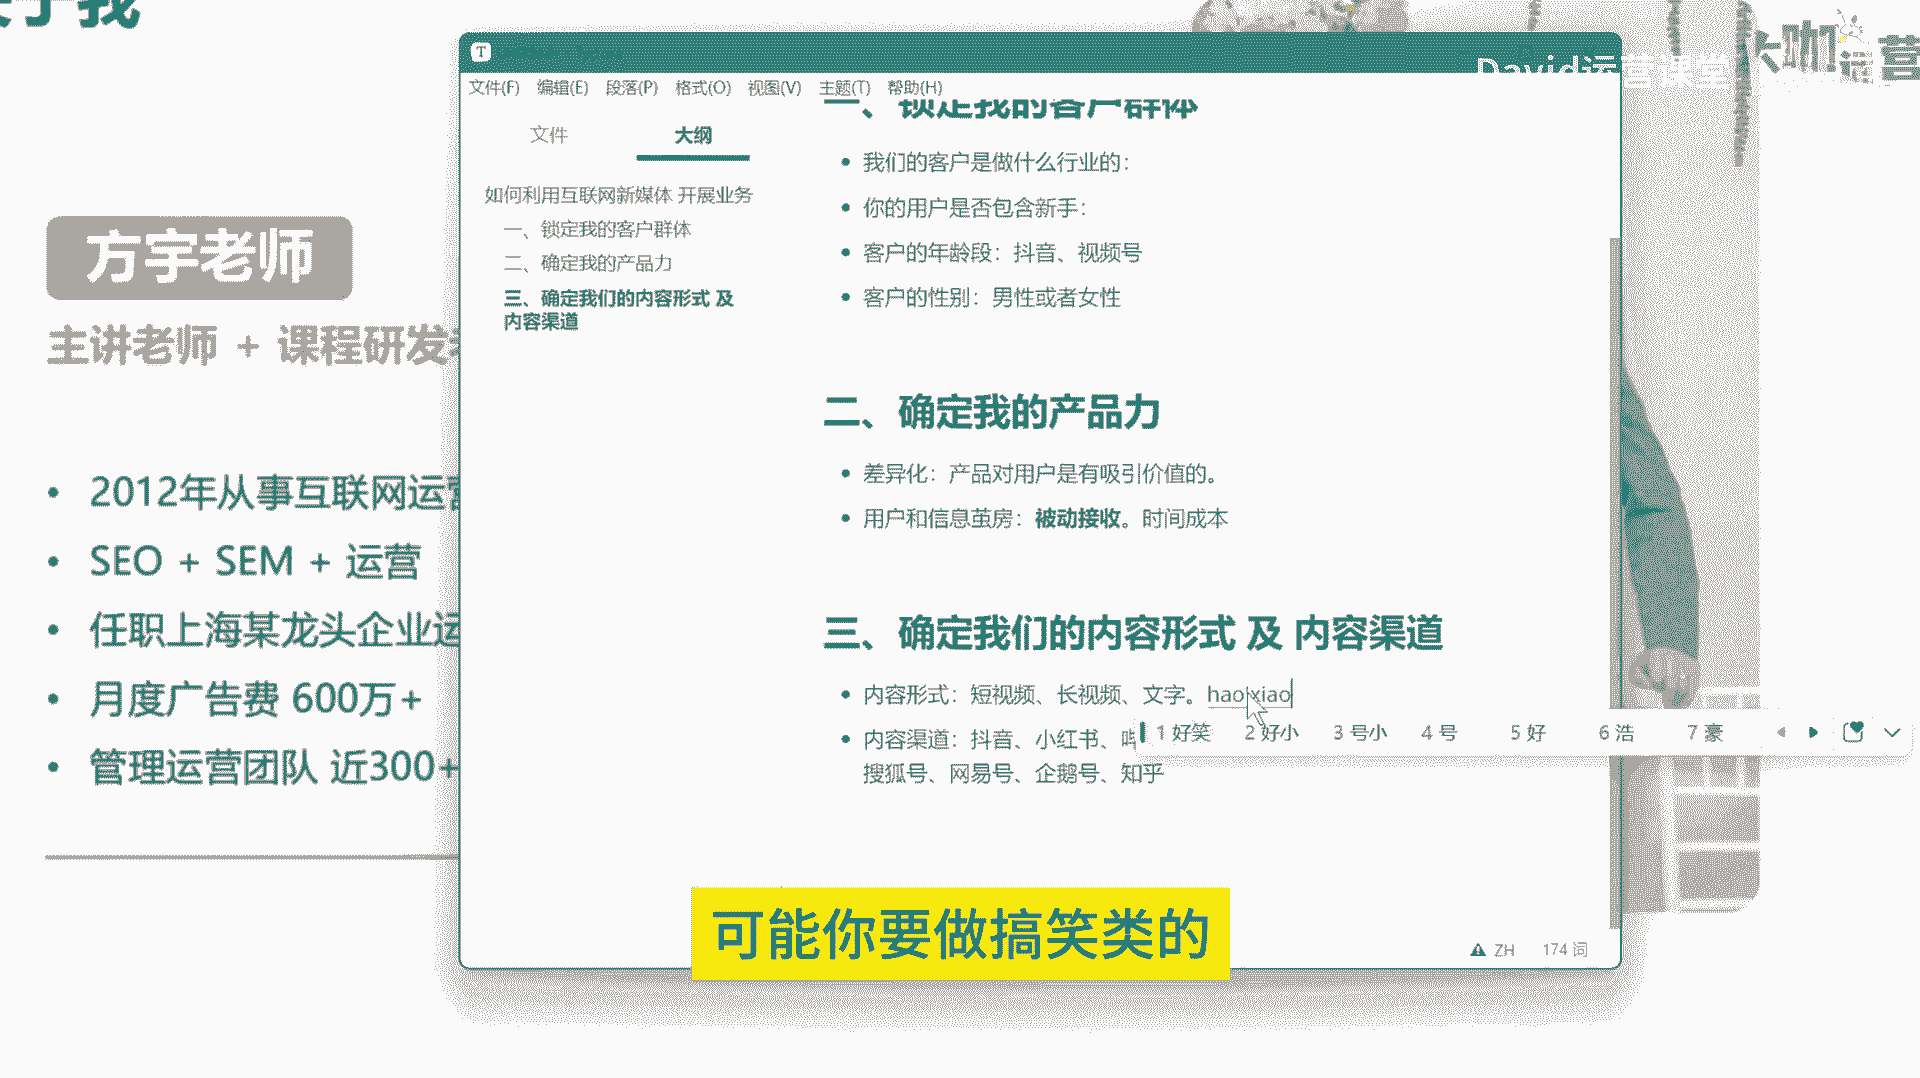 关于我
David运营课堂
大咖运营
方宇老师
主讲老师 + 课程研发
2012年从事互联网运营
SEO + SEM + 运营
任职上海某龙头企业运
月度广告费 600万+
管理运营团队 近300+
T
文件(F) 编辑(E) 段落(P) 格式(O) 视图(V) 主题(T) 帮助(H)
文件 大纲
如何利用互联网新媒体 开展业务
一、锁定我的客户群体
二、确定我的产品力
三、确定我们的内容形式 及
内容渠道
一、锁定我的客户群体
我们的客户是做什么行业的：
你的用户是否包含新手：
客户的年龄段：抖音、视频号
客户的性别：男性或者女性
二、确定我的产品力
差异化：产品对用户是有吸引价值的。
用户和信息茧房：被动接收。时间成本
三、确定我们的内容形式 及 内容渠道
内容形式：短视频、长视频、文字。hao xiao
内容渠道：抖音、小红书、
搜狐号、网易号、企鹅号、知乎
1 好笑 2 好小 3 号小 4 号 5 好 6 浩 7 豪
ZH 174 词
可能你要做搞笑类的